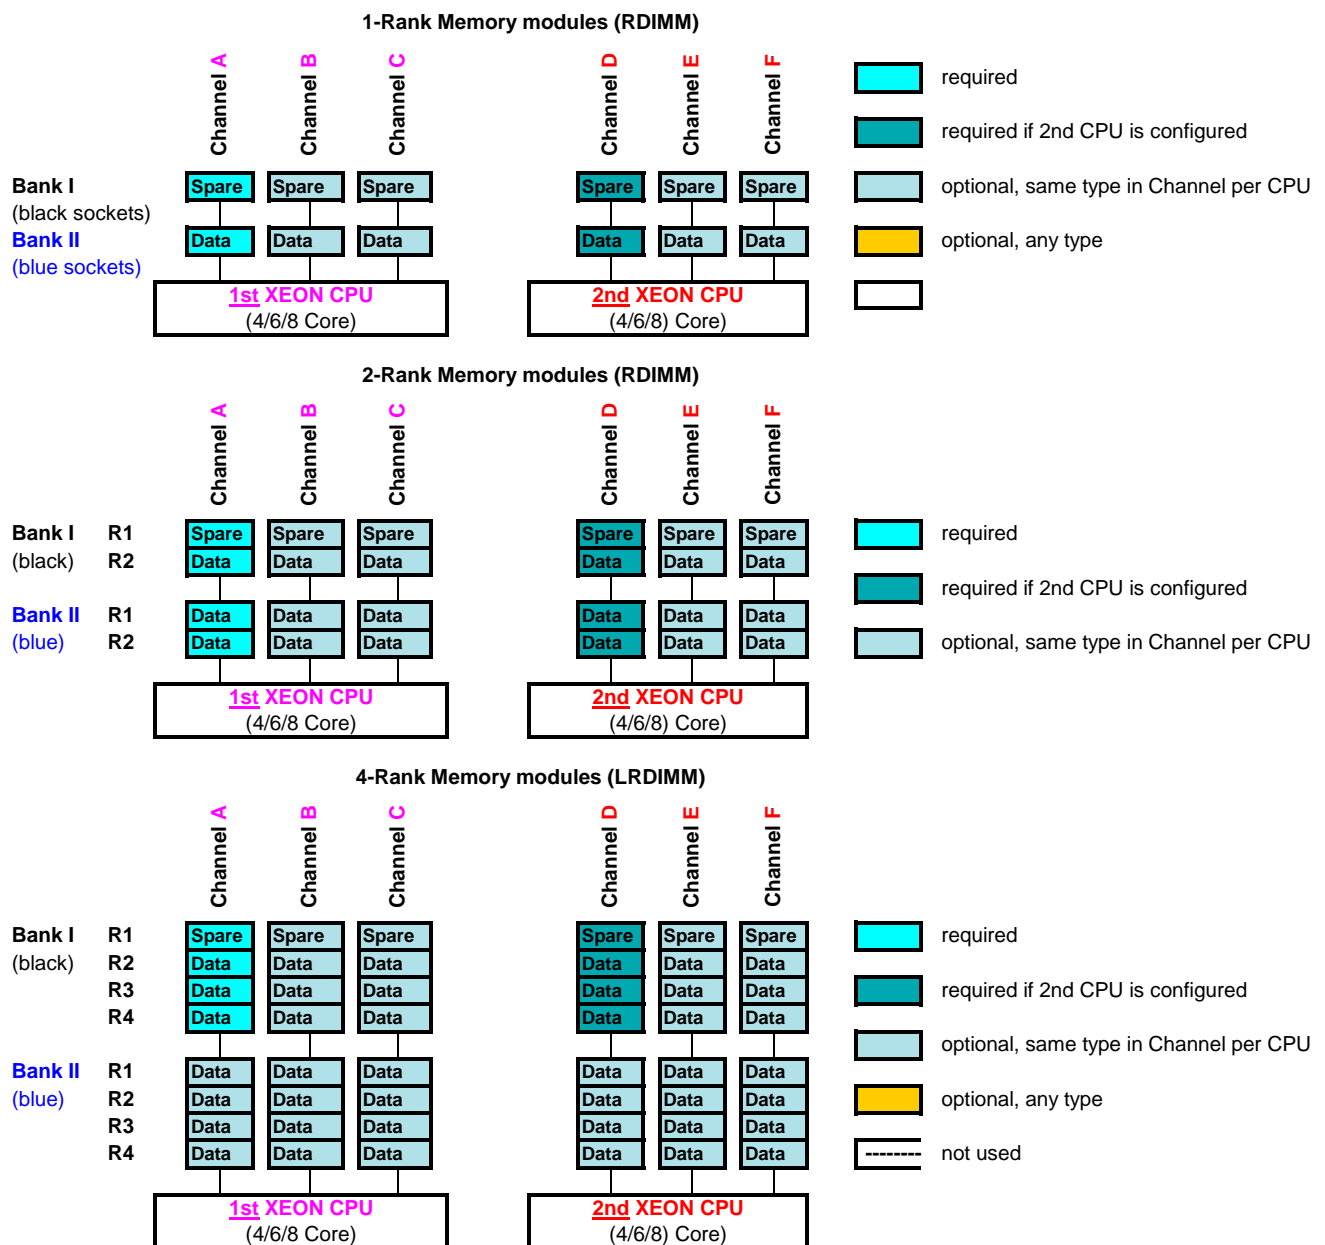 1-Rank Memory modules (RDIMM)
Channel A Channel B Channel C Channel D Channel E Channel F
required
required if 2nd CPU is configured
Bank I Spare Spare Spare Spare Spare Spare optional, same type in Channel per CPU
(black sockets)
Bank II Data Data Data Data Data Data optional, any type
(blue sockets)
1st XEON CPU 2nd XEON CPU
(4/6/8 Core) (4/6/8) Core)
2-Rank Memory modules (RDIMM)
Channel A Channel B Channel C Channel D Channel E Channel F
Bank I R1 Spare Spare Spare Spare Spare Spare required
(black) R2 Data Data Data Data Data Data
required if 2nd CPU is configured
Bank II R1 Data Data Data Data Data Data
(blue) R2 Data Data Data Data Data Data optional, same type in Channel per CPU
1st XEON CPU 2nd XEON CPU
(4/6/8 Core) (4/6/8) Core)
4-Rank Memory modules (LRDIMM)
Channel A Channel B Channel C Channel D Channel E Channel F
Bank I R1 Spare Spare Spare Spare Spare Spare required
(black) R2 Data Data Data Data Data Data
R3 Data Data Data Data Data Data required if 2nd CPU is configured
R4 Data Data Data Data Data Data
optional, same type in Channel per CPU
Bank II R1 Data Data Data Data Data Data
(blue) R2 Data Data Data Data Data Data optional, any type
R3 Data Data Data Data Data Data
R4 Data Data Data Data Data Data not used
1st XEON CPU 2nd XEON CPU
(4/6/8 Core) (4/6/8) Core)